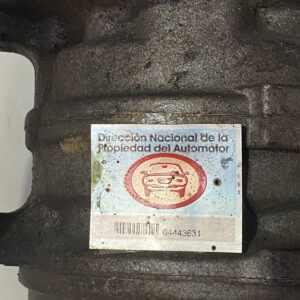 Dirección Nacional de la
Propiedad del Automotor
04443631